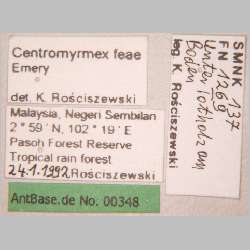 Centromyrmex feae
Emery
det. K. Rościszewski
Malaysia, Negeri Sembilan
2° 59´N, 102° 19´E
Pasoh Forest Reserve
Tropical rain forest
24.1.1992 Rościszewski
AntBase.de No. 00348
SMNK 137
FN 1269
Unter Totholz am
Boden
leg. K. Rościszewski